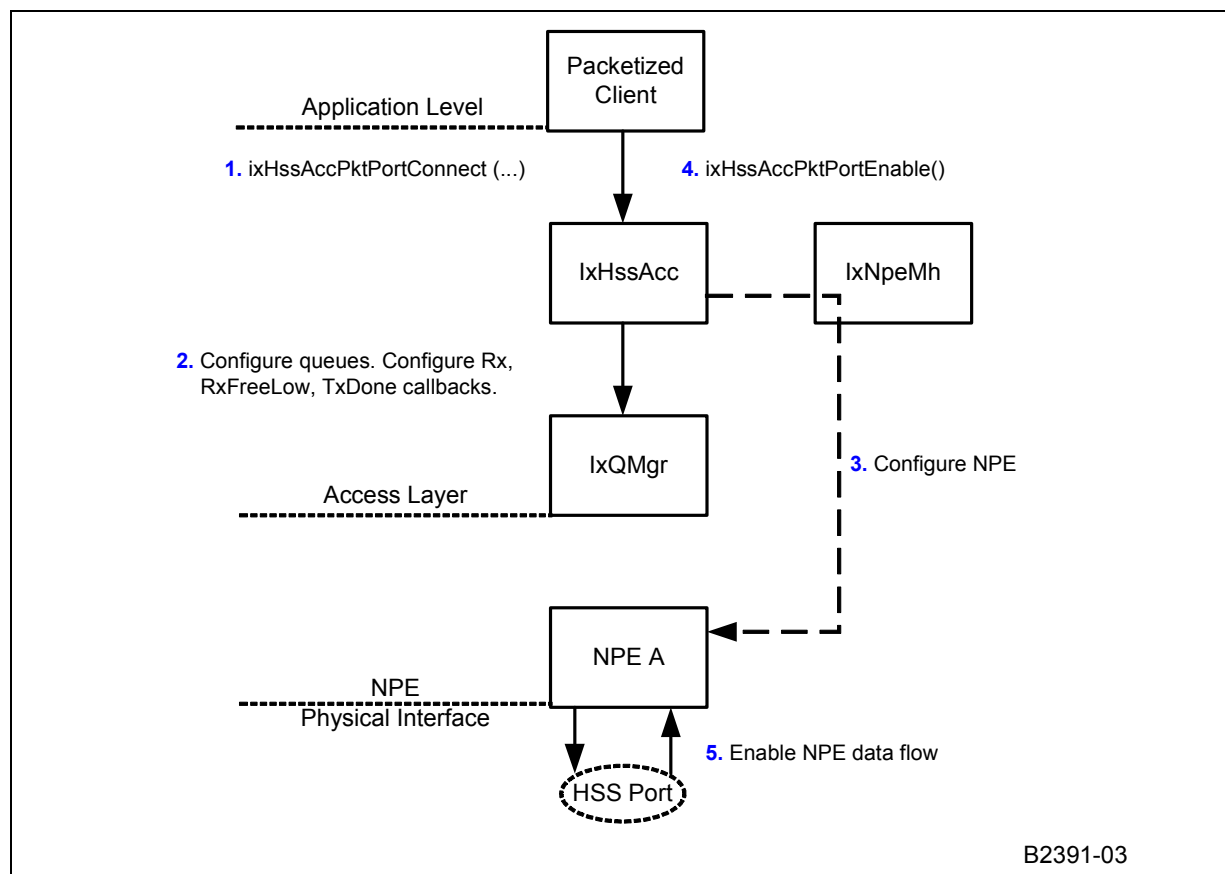 Packetized
Client
Application Level
1. ixHssAccPktPortConnect (...)
4. ixHssAccPktPortEnable()
IxHssAcc
IxNpeMh
2. Configure queues. Configure Rx,
RxFreeLow, TxDone callbacks.
IxQMgr
3. Configure NPE
Access Layer
NPE A
NPE
Physical Interface
5. Enable NPE data flow
HSS Port
B2391-03